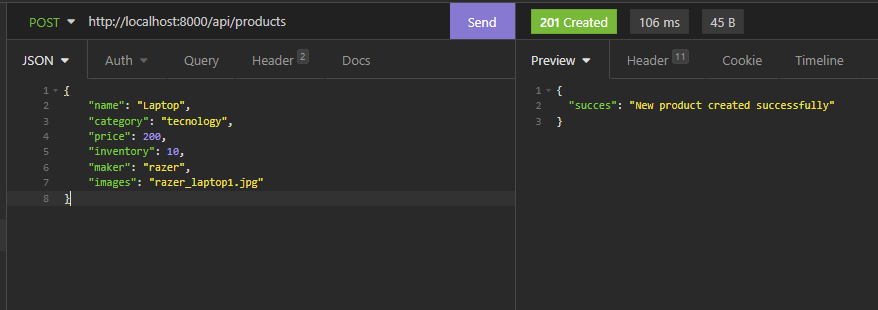 POST http://localhost:8000/api/products Send 201 Created 106 ms 45 B
JSON Auth Query Header 2 Docs Preview Header 11 Cookie Timeline
1 {
2 "name": "Laptop",
3 "category": "tecnology",
4 "price": 200,
5 "inventory": 10,
6 "maker": "razer",
7 "images": "razer_laptop1.jpg"
8 }
1 {
2 "succes": "New product created successfully"
3 }